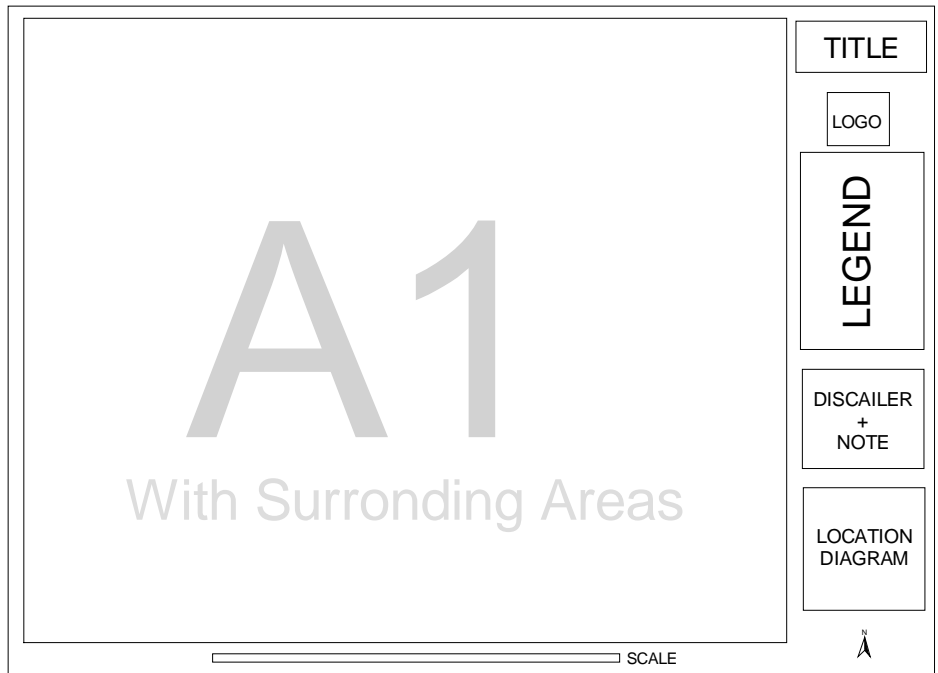 TITLE
LOGO
LEGEND
A1
With Surronding Areas
DISCAILER
+
NOTE
LOCATION
DIAGRAM
N
SCALE